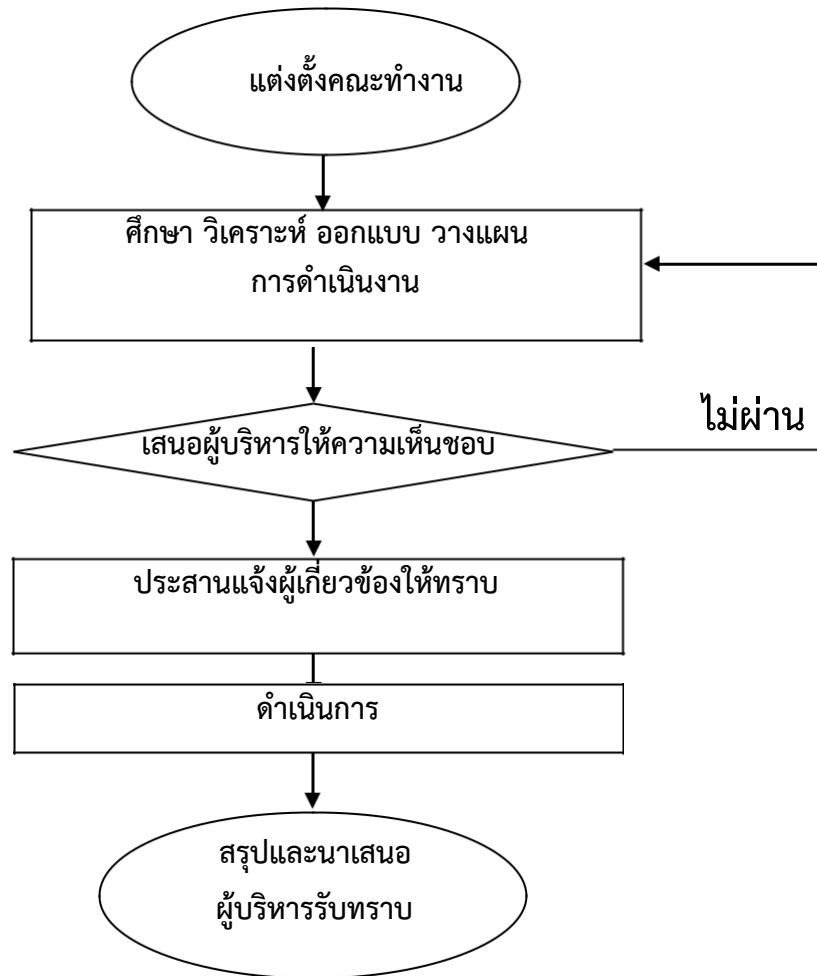 แต่งตั้งคณะทำงาน
ศึกษา วิเคราะห์ ออกแบบ วางแผน
การดำเนินงาน
ไม่ผ่าน
เสนอผู้บริหารให้ความเห็นชอบ
ประสานแจ้งผู้เกี่ยวข้องให้ทราบ
ดำเนินการ
สรุปและนาเสนอ
ผู้บริหารรับทราบ